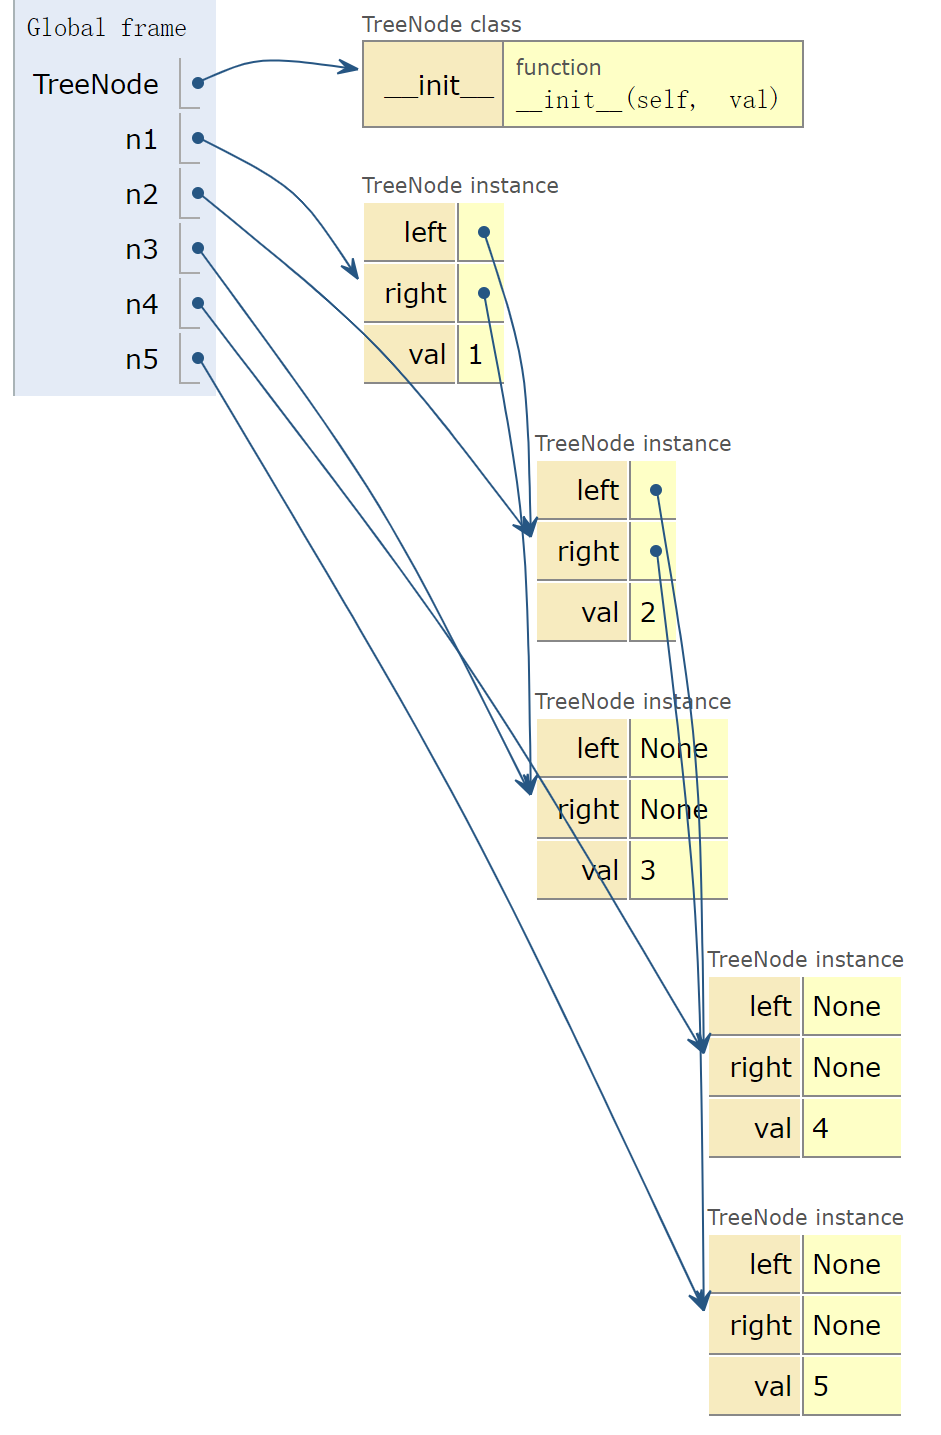 Global frame
TreeNode
n1
n2
n3
n4
n5
TreeNode class
__init__
function
__init__(self, val)
TreeNode instance
left
right
val 1
TreeNode instance
left
right
val 2
TreeNode instance
left None
right None
val 3
TreeNode instance
left None
right None
val 4
TreeNode instance
left None
right None
val 5